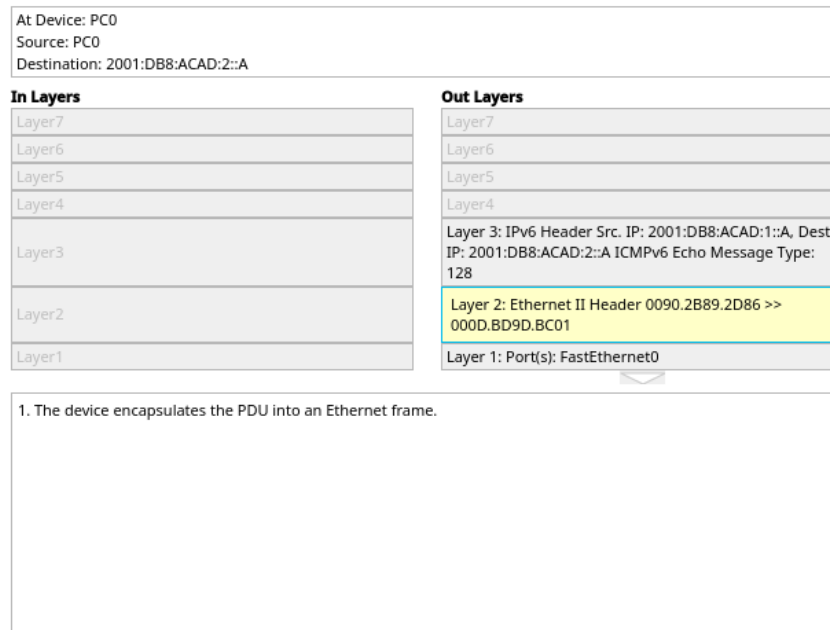 At Device: PC0
Source: PC0
Destination: 2001:DB8:ACAD:2::A
In Layers
Layer7
Layer6
Layer5
Layer4
Layer3
Layer2
Layer1
Out Layers
Layer7
Layer6
Layer5
Layer4
Layer 3: IPv6 Header Src. IP: 2001:DB8:ACAD:1::A, Dest
IP: 2001:DB8:ACAD:2::A ICMPv6 Echo Message Type:
128
Layer 2: Ethernet II Header 0090.2B89.2D86 >>
000D.BD9D.BC01
Layer 1: Port(s): FastEthernet0
1. The device encapsulates the PDU into an Ethernet frame.